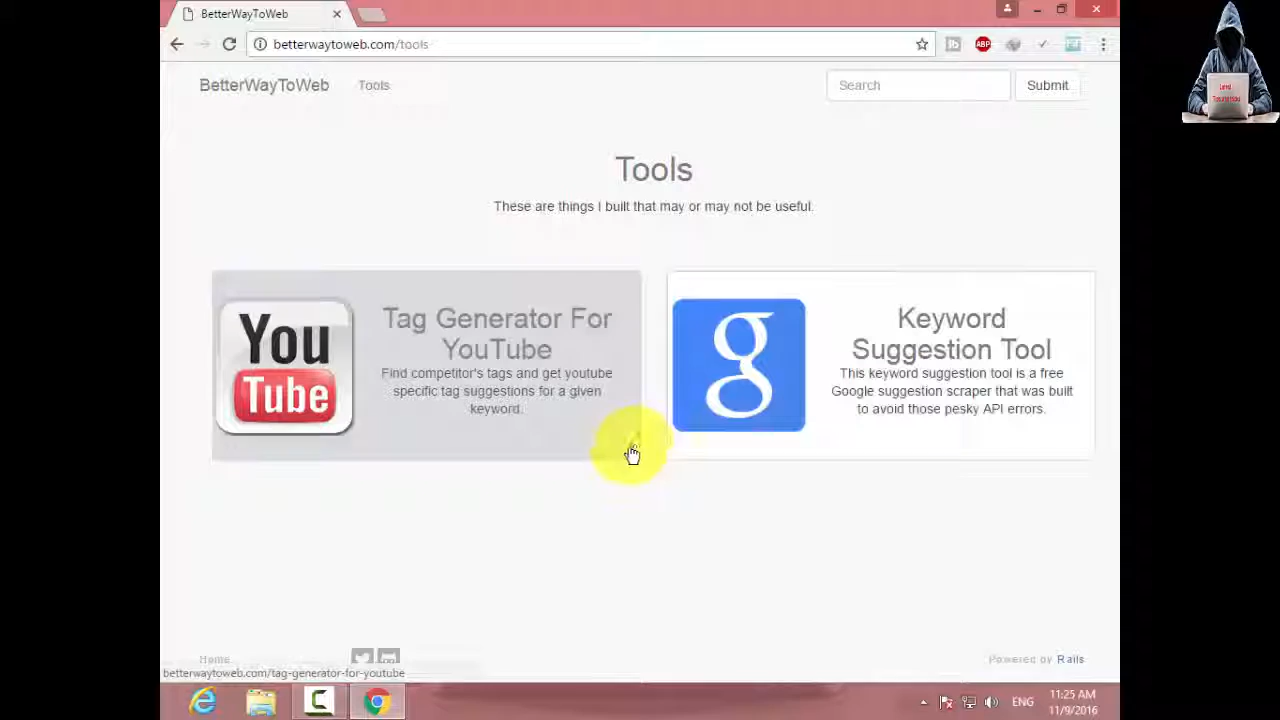 BetterWayToWeb
betterwaytoweb.com/tools
ABP
BetterWayToWeb
Tools
Search
Submit
Tools
These are things I built that may or may not be useful.
You
Tube
Tag Generator For
YouTube
Find competitor's tags and get youtube
specific tag suggestions for a given
keyword.
g
Keyword
Suggestion Tool
This keyword suggestion tool is a free
Google suggestion scraper that was built
to avoid those pesky API errors.
Home
Powered by Rails
betterwaytoweb.com/tag-generator-for-youtube
ENG
11:25 AM
11/9/2016